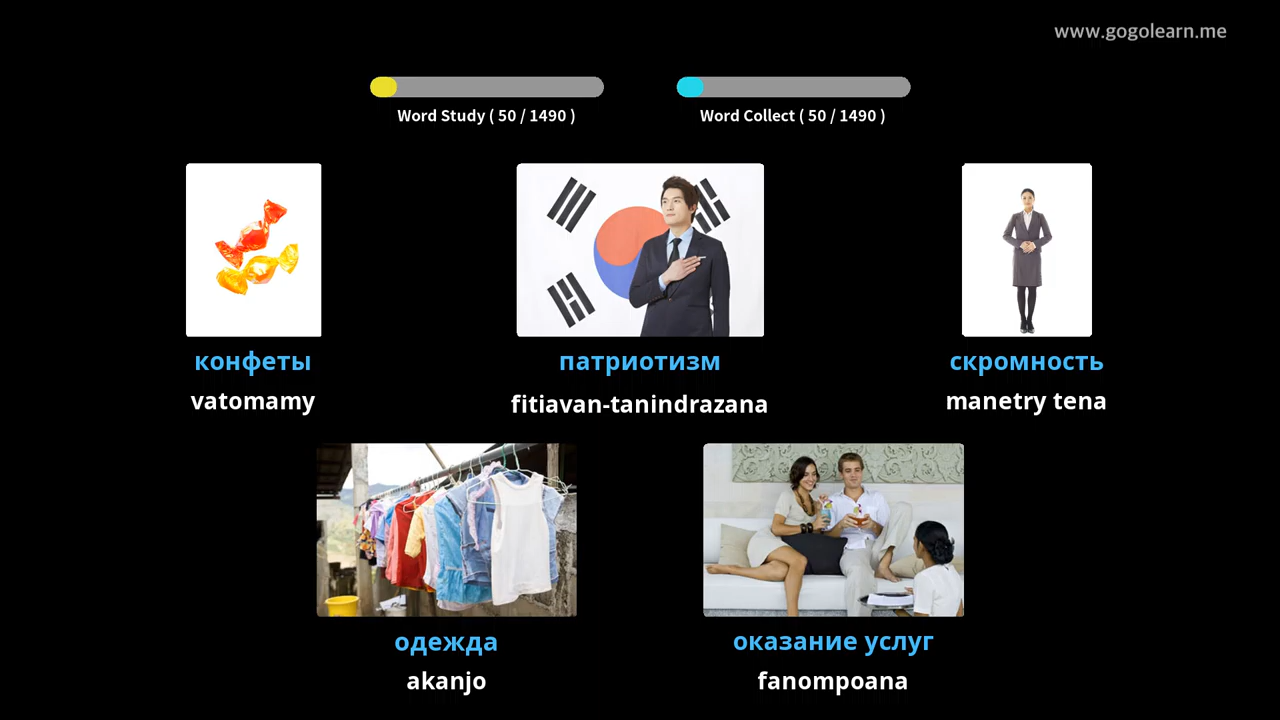 www.gogolearn.me
Word Study ( 50 / 1490 )
Word Collect ( 50 / 1490 )
конфеты
vatomamy
патриотизм
fitiavan-tanindrazana
скромность
manetry tena
одежда
akanjo
оказание услуг
fanompoana